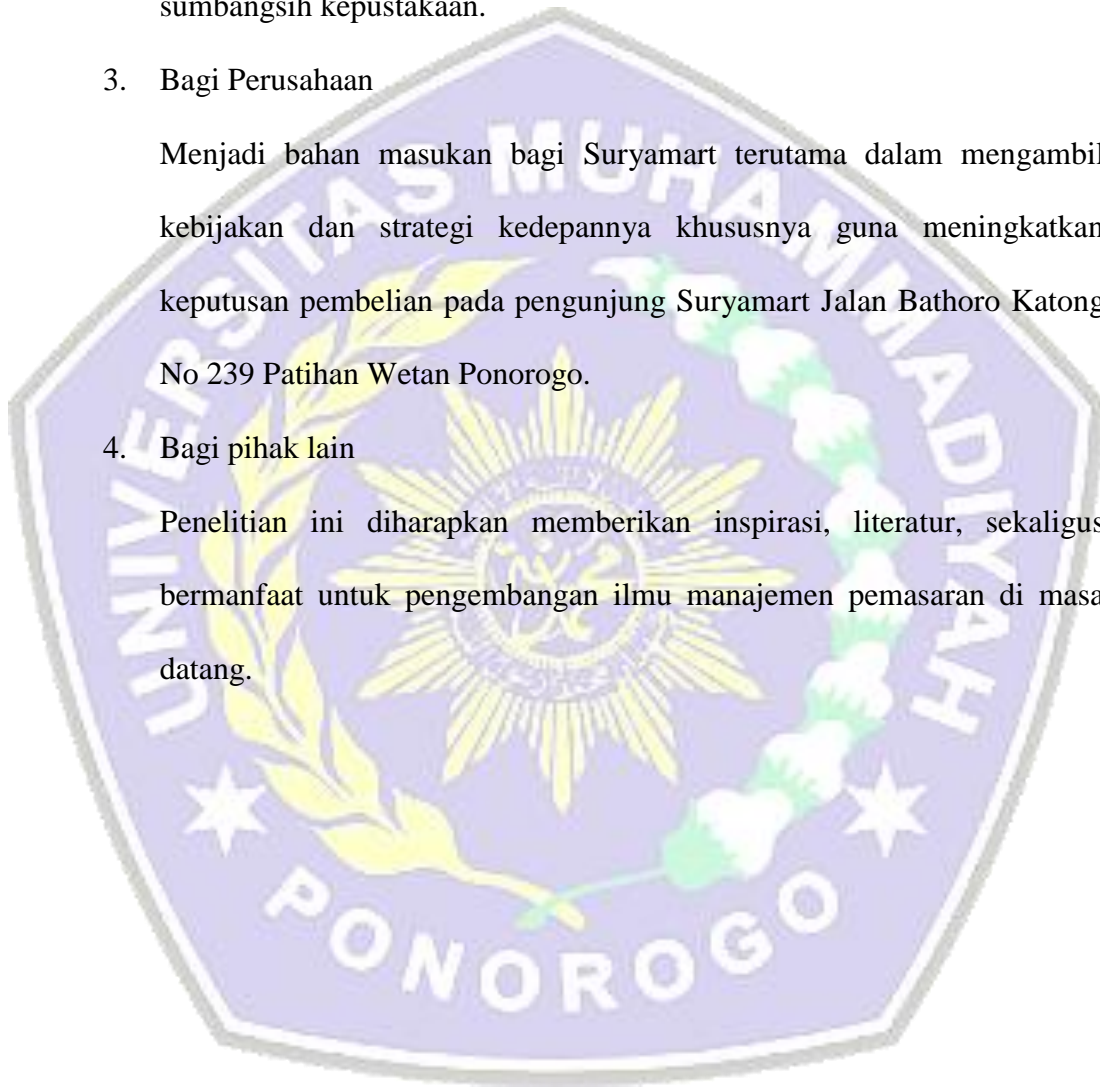 sumbangsih kepustakaan.
3. Bagi Perusahaan
Menjadi bahan masukan bagi Suryamart terutama dalam mengambil
kebijakan dan strategi kedepannya khususnya guna meningkatkan
keputusan pembelian pada pengunjung Suryamart Jalan Bathoro Katong
No 239 Patihan Wetan Ponorogo.
4. Bagi pihak lain
Penelitian ini diharapkan memberikan inspirasi, literatur, sekaligus
bermanfaat untuk pengembangan ilmu manajemen pemasaran di masa
datang.
UNIVERSITAS MUHAMMADIYAH
PONOROGO